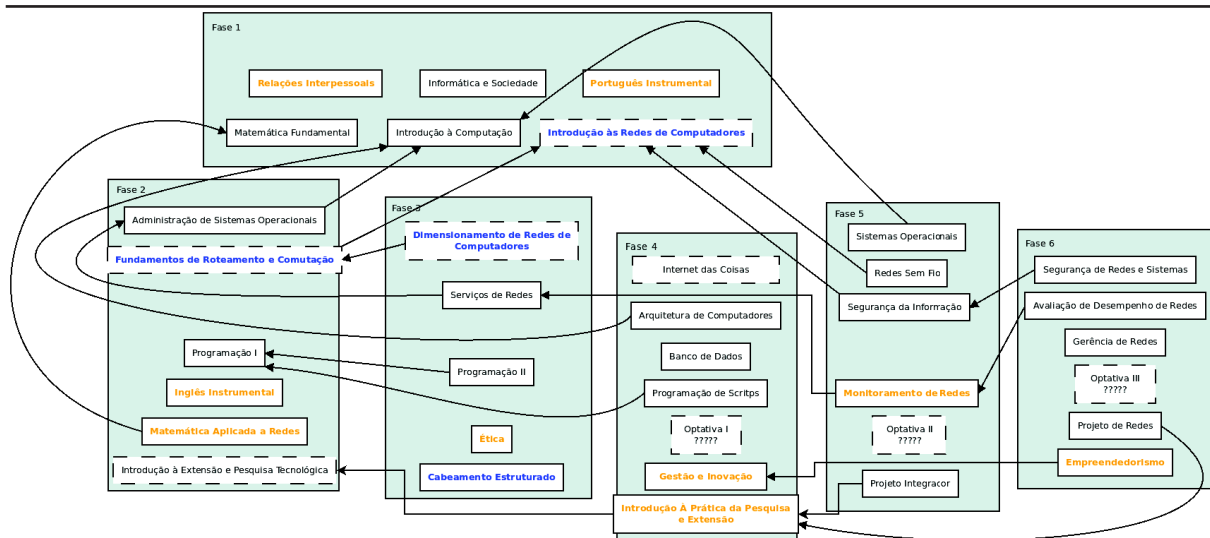 Fase 1
Relações Interpessoais
Informática e Sociedade
Português Instrumental
Matemática Fundamental
Introdução à Computação
Introdução às Redes de Computadores
Fase 2
Administração de Sistemas Operacionais
Fundamentos de Roteamento e Comutação
Programação I
Inglês Instrumental
Matemática Aplicada a Redes
Introdução à Extensão e Pesquisa Tecnológica
Fase 3
Dimensionamento de Redes de
Computadores
Serviços de Redes
Programação II
Ética
Cabeamento Estruturado
Fase 4
Internet das Coisas
Arquitetura de Computadores
Banco de Dados
Programação de Scritps
Optativa I
?????
Gestão e Inovação
Introdução À Prática da Pesquisa
e Extensão
Fase 5
Sistemas Operacionais
Redes Sem Fio
Segurança da Informação
Monitoramento de Redes
Optativa II
?????
Projeto Integracor
Fase 6
Segurança de Redes e Sistemas
Avaliação de Desempenho de Redes
Gerência de Redes
Optativa III
?????
Projeto de Redes
Empreendedorismo